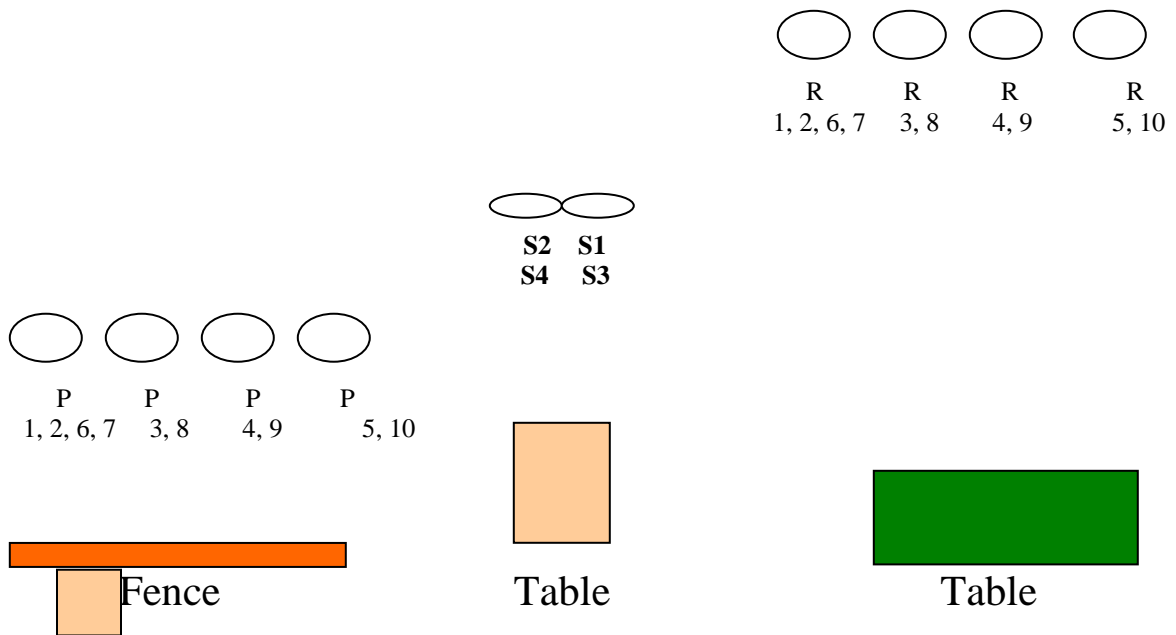 R R R R
1, 2, 6, 7 3, 8 4, 9 5, 10
S2 S1
S4 S3
P P P P
1, 2, 6, 7 3, 8 4, 9 5, 10
Fence Table Table